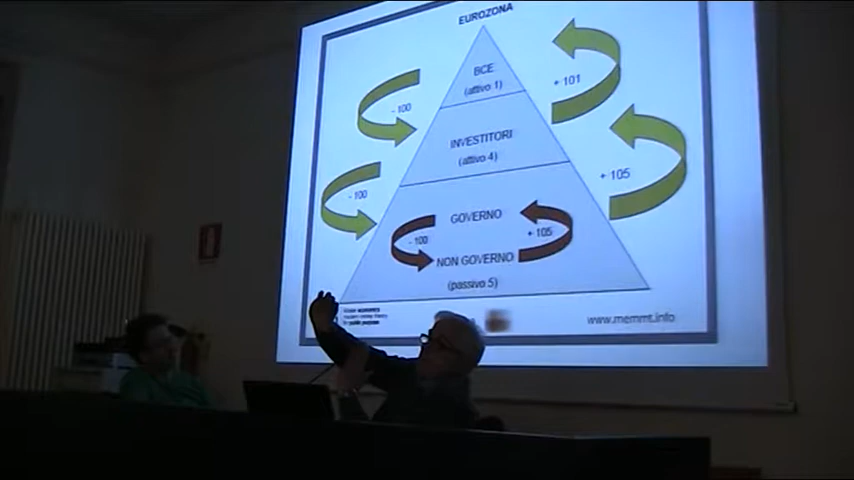 EUROZONA
BCE
(attivo 1)
- 100
+ 101
INVESTITORI
(attivo 4)
- 100
+ 105
GOVERNO
- 100
+ 105
NON GOVERNO
(passivo 5)
www.memmt.info